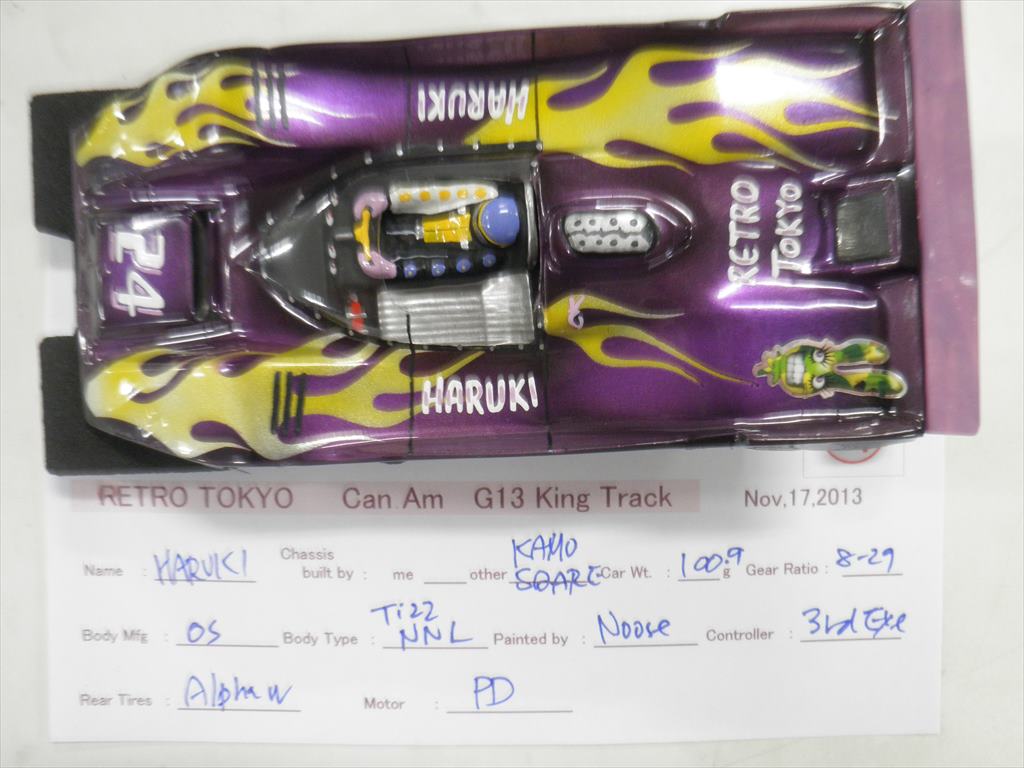 HARUKI
24
RETRO
TOKYO
HARUKI
RETRO TOKYO Can Am G13 King Track Nov,17,2013
Name : HARUKI Chassis built by : me other KAMO Car Wt. : 100.9 g Gear Ratio : 8-29
Body Mfg : OS Body Type : Ti22 NNL Painted by : Noose Controller : 3rd Eye
Rear Tires : Alpha W Motor : PD